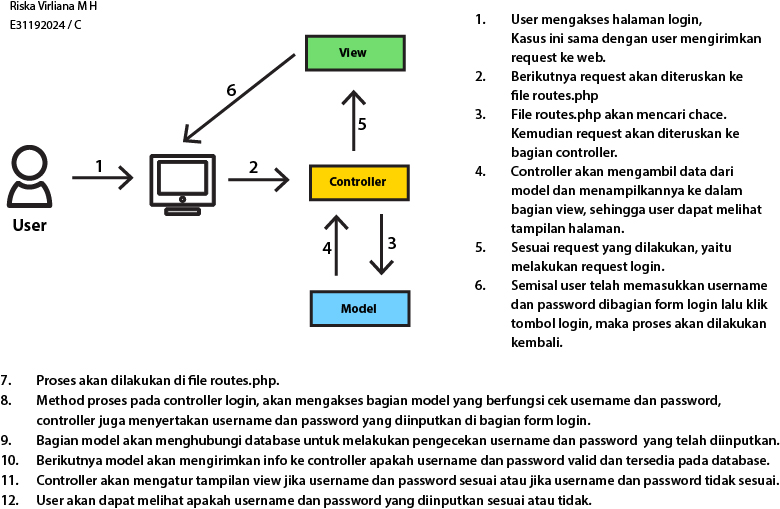 Riska Virliana M H
E31192024 / C
View
6
5
1
2
Controller
User
4
3
Model
1. User mengakses halaman login,
Kasus ini sama dengan user mengirimkan
request ke web.
2. Berikutnya request akan diteruskan ke
file routes.php
3. File routes.php akan mencari chace.
Kemudian request akan diteruskan ke
bagian controller.
4. Controller akan mengambil data dari
model dan menampilkannya ke dalam
bagian view, sehingga user dapat melihat
tampilan halaman.
5. Sesuai request yang dilakukan, yaitu
melakukan request login.
6. Semisal user telah memasukkan username
dan password dibagian form login lalu klik
tombol login, maka proses akan dilakukan
kembali.
7. Proses akan dilakukan di file routes.php.
8. Method proses pada controller login, akan mengakses bagian model yang berfungsi cek username dan password,
controller juga menyertakan username dan password yang diinputkan di bagian form login.
9. Bagian model akan menghubungi database untuk melakukan pengecekan username dan password yang telah diinputkan.
10. Berikutnya model akan mengirimkan info ke controller apakah username dan password valid dan tersedia pada database.
11. Controller akan mengatur tampilan view jika username dan password sesuai atau jika username dan password tidak sesuai.
12. User akan dapat melihat apakah username dan password yang diinputkan sesuai atau tidak.